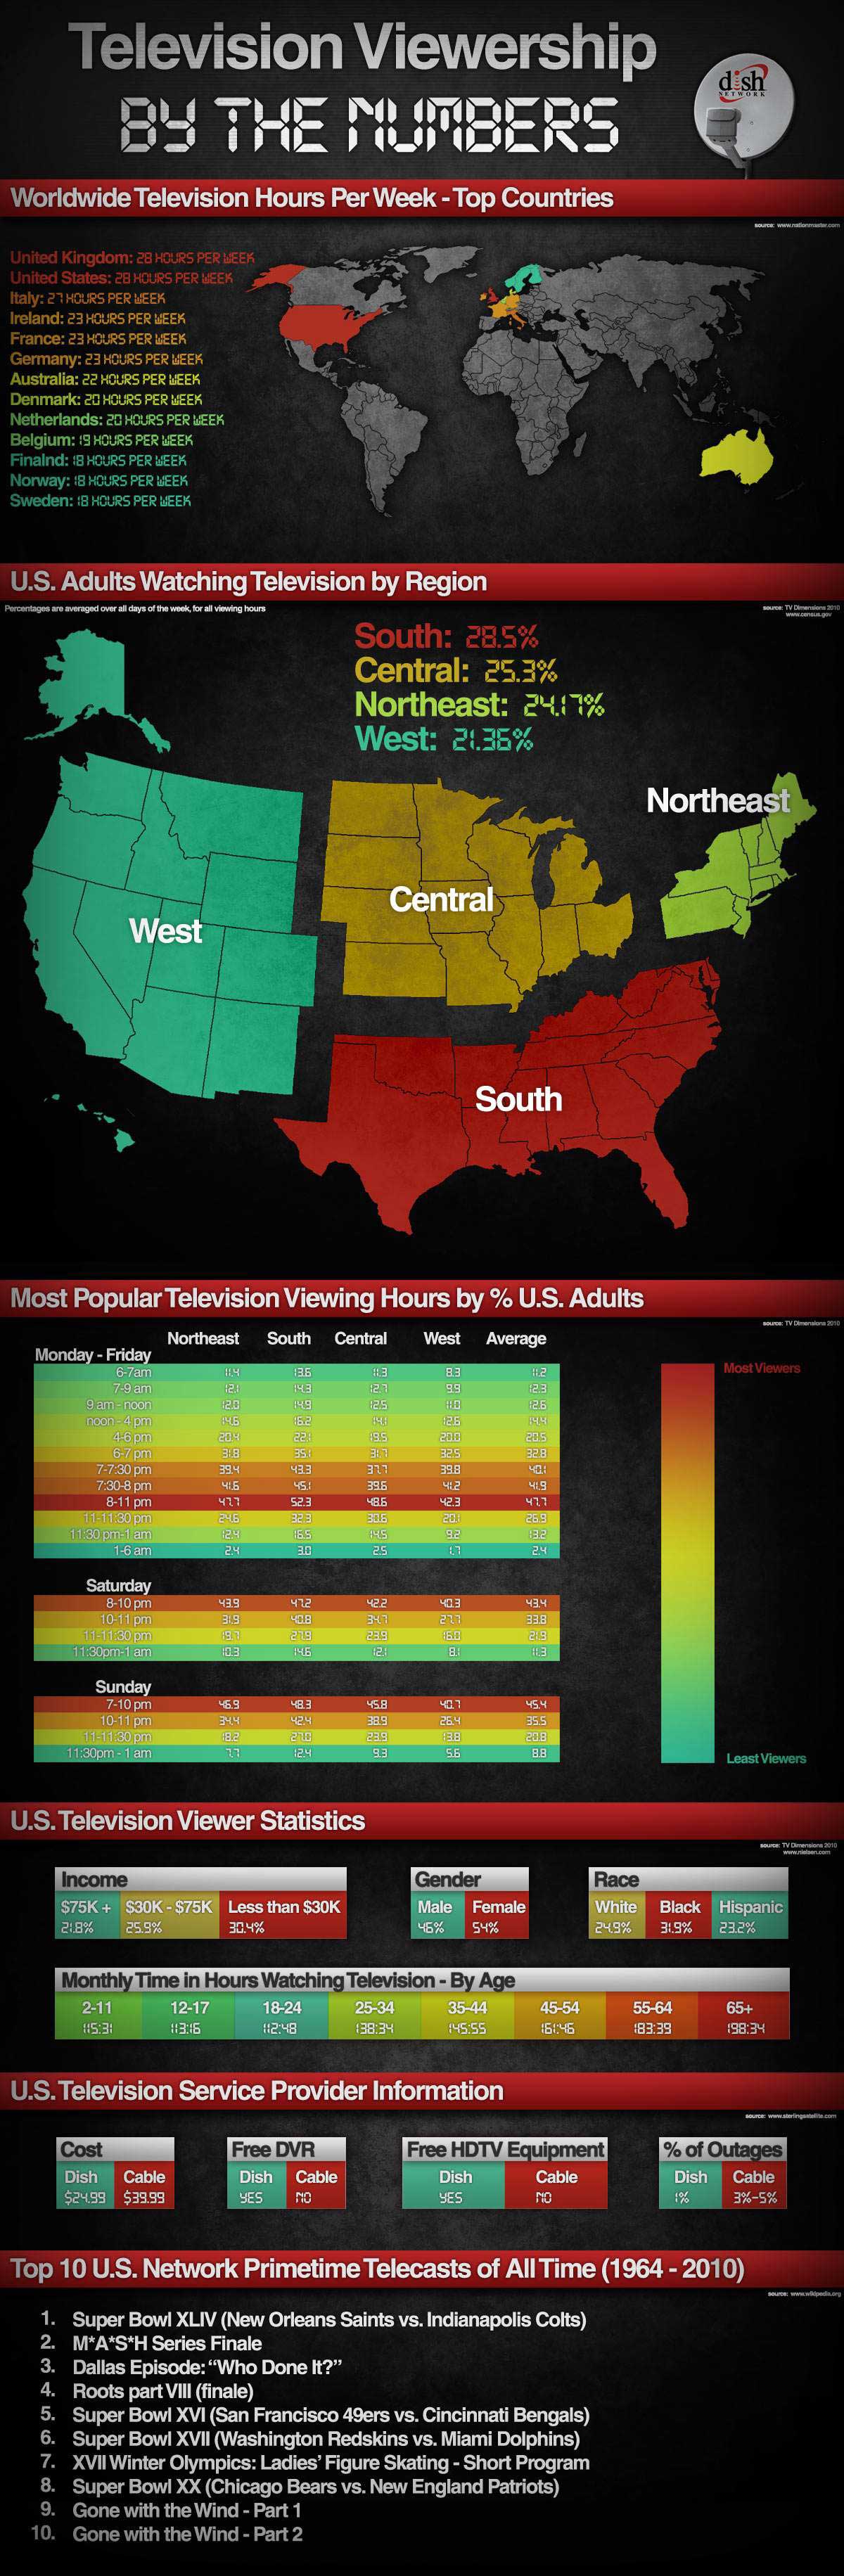 Television Viewership
BY THE NUMBERS
dish
NETWORK
Worldwide Television Hours Per Week - Top Countries
source: www.nationmaster.com
United Kingdom: 28 HOURS PER WEEK
United States: 28 HOURS PER WEEK
Italy: 27 HOURS PER WEEK
Ireland: 23 HOURS PER WEEK
France: 23 HOURS PER WEEK
Germany: 23 HOURS PER WEEK
Australia: 22 HOURS PER WEEK
Denmark: 20 HOURS PER WEEK
Netherlands: 20 HOURS PER WEEK
Belgium: 19 HOURS PER WEEK
Finalnd: 18 HOURS PER WEEK
Norway: 18 HOURS PER WEEK
Sweden: 18 HOURS PER WEEK
U.S. Adults Watching Television by Region
Percentages are averaged over all days of the week, for all viewing hours
source: TV Dimensions 2010
www.census.gov
South: 28.5%
Central: 25.3%
Northeast: 24.17%
West: 21.36%
Northeast
Central
West
South
Most Popular Television Viewing Hours by % U.S. Adults
source: TV Dimensions 2010
Northeast South Central West Average
Monday - Friday
6-7am 11.4 13.6 11.3 8.3 11.2
7-9 am 12.1 14.3 12.7 9.9 12.3
9 am - noon 12.0 14.9 12.5 11.0 12.6
noon - 4 pm 14.6 16.2 14.1 12.6 14.4
4-6 pm 20.4 22.1 19.5 20.0 20.5
6-7 pm 31.8 35.1 31.7 32.5 32.8
7-7:30 pm 39.4 43.3 37.7 39.8 40.1
7:30-8 pm 41.6 45.1 39.6 41.2 41.9
8-11 pm 47.7 52.3 48.6 42.3 47.7
11-11:30 pm 24.6 32.3 30.6 20.1 26.9
11:30 pm-1 am 12.4 16.5 14.5 9.2 13.2
1-6 am 2.4 3.0 2.5 1.7 2.4
Most Viewers
Saturday
8-10 pm 43.9 47.2 42.2 40.3 43.4
10-11 pm 31.9 40.8 34.7 27.7 33.8
11-11:30 pm 19.7 27.9 23.9 16.0 21.9
11:30pm-1 am 10.3 14.6 12.1 8.1 11.3
Sunday
7-10 pm 46.9 48.3 45.8 40.7 45.4
10-11 pm 34.4 42.4 38.9 26.4 35.5
11-11:30 pm 18.2 27.0 23.9 13.8 20.8
11:30pm - 1 am 7.7 12.4 9.3 5.6 8.8
Least Viewers
U.S. Television Viewer Statistics
source: TV Dimensions 2010
www.nielsen.com
Income
$75K + $30K - $75K Less than $30K
21.8% 25.9% 30.4%
Gender
Male Female
46% 54%
Race
White Black Hispanic
24.9% 31.9% 23.2%
Monthly Time in Hours Watching Television - By Age
2-11 12-17 18-24 25-34 35-44 45-54 55-64 65+
115:31 113:16 112:48 138:34 145:55 161:46 183:39 198:34
U.S. Television Service Provider Information
source: www.sterlingsatellite.com
Cost
Dish Cable
$24.99 $39.99
Free DVR
Dish Cable
YES NO
Free HDTV Equipment
Dish Cable
YES NO
% of Outages
Dish Cable
1% 3%-5%
Top 10 U.S. Network Primetime Telecasts of All Time (1964 - 2010)
source: www.wikipedia.org
1. Super Bowl XLIV (New Orleans Saints vs. Indianapolis Colts)
2. M*A*S*H Series Finale
3. Dallas Episode: “Who Done It?”
4. Roots part VIII (finale)
5. Super Bowl XVI (San Francisco 49ers vs. Cincinnati Bengals)
6. Super Bowl XVII (Washington Redskins vs. Miami Dolphins)
7. XVII Winter Olympics: Ladies’ Figure Skating - Short Program
8. Super Bowl XX (Chicago Bears vs. New England Patriots)
9. Gone with the Wind - Part 1
10. Gone with the Wind - Part 2